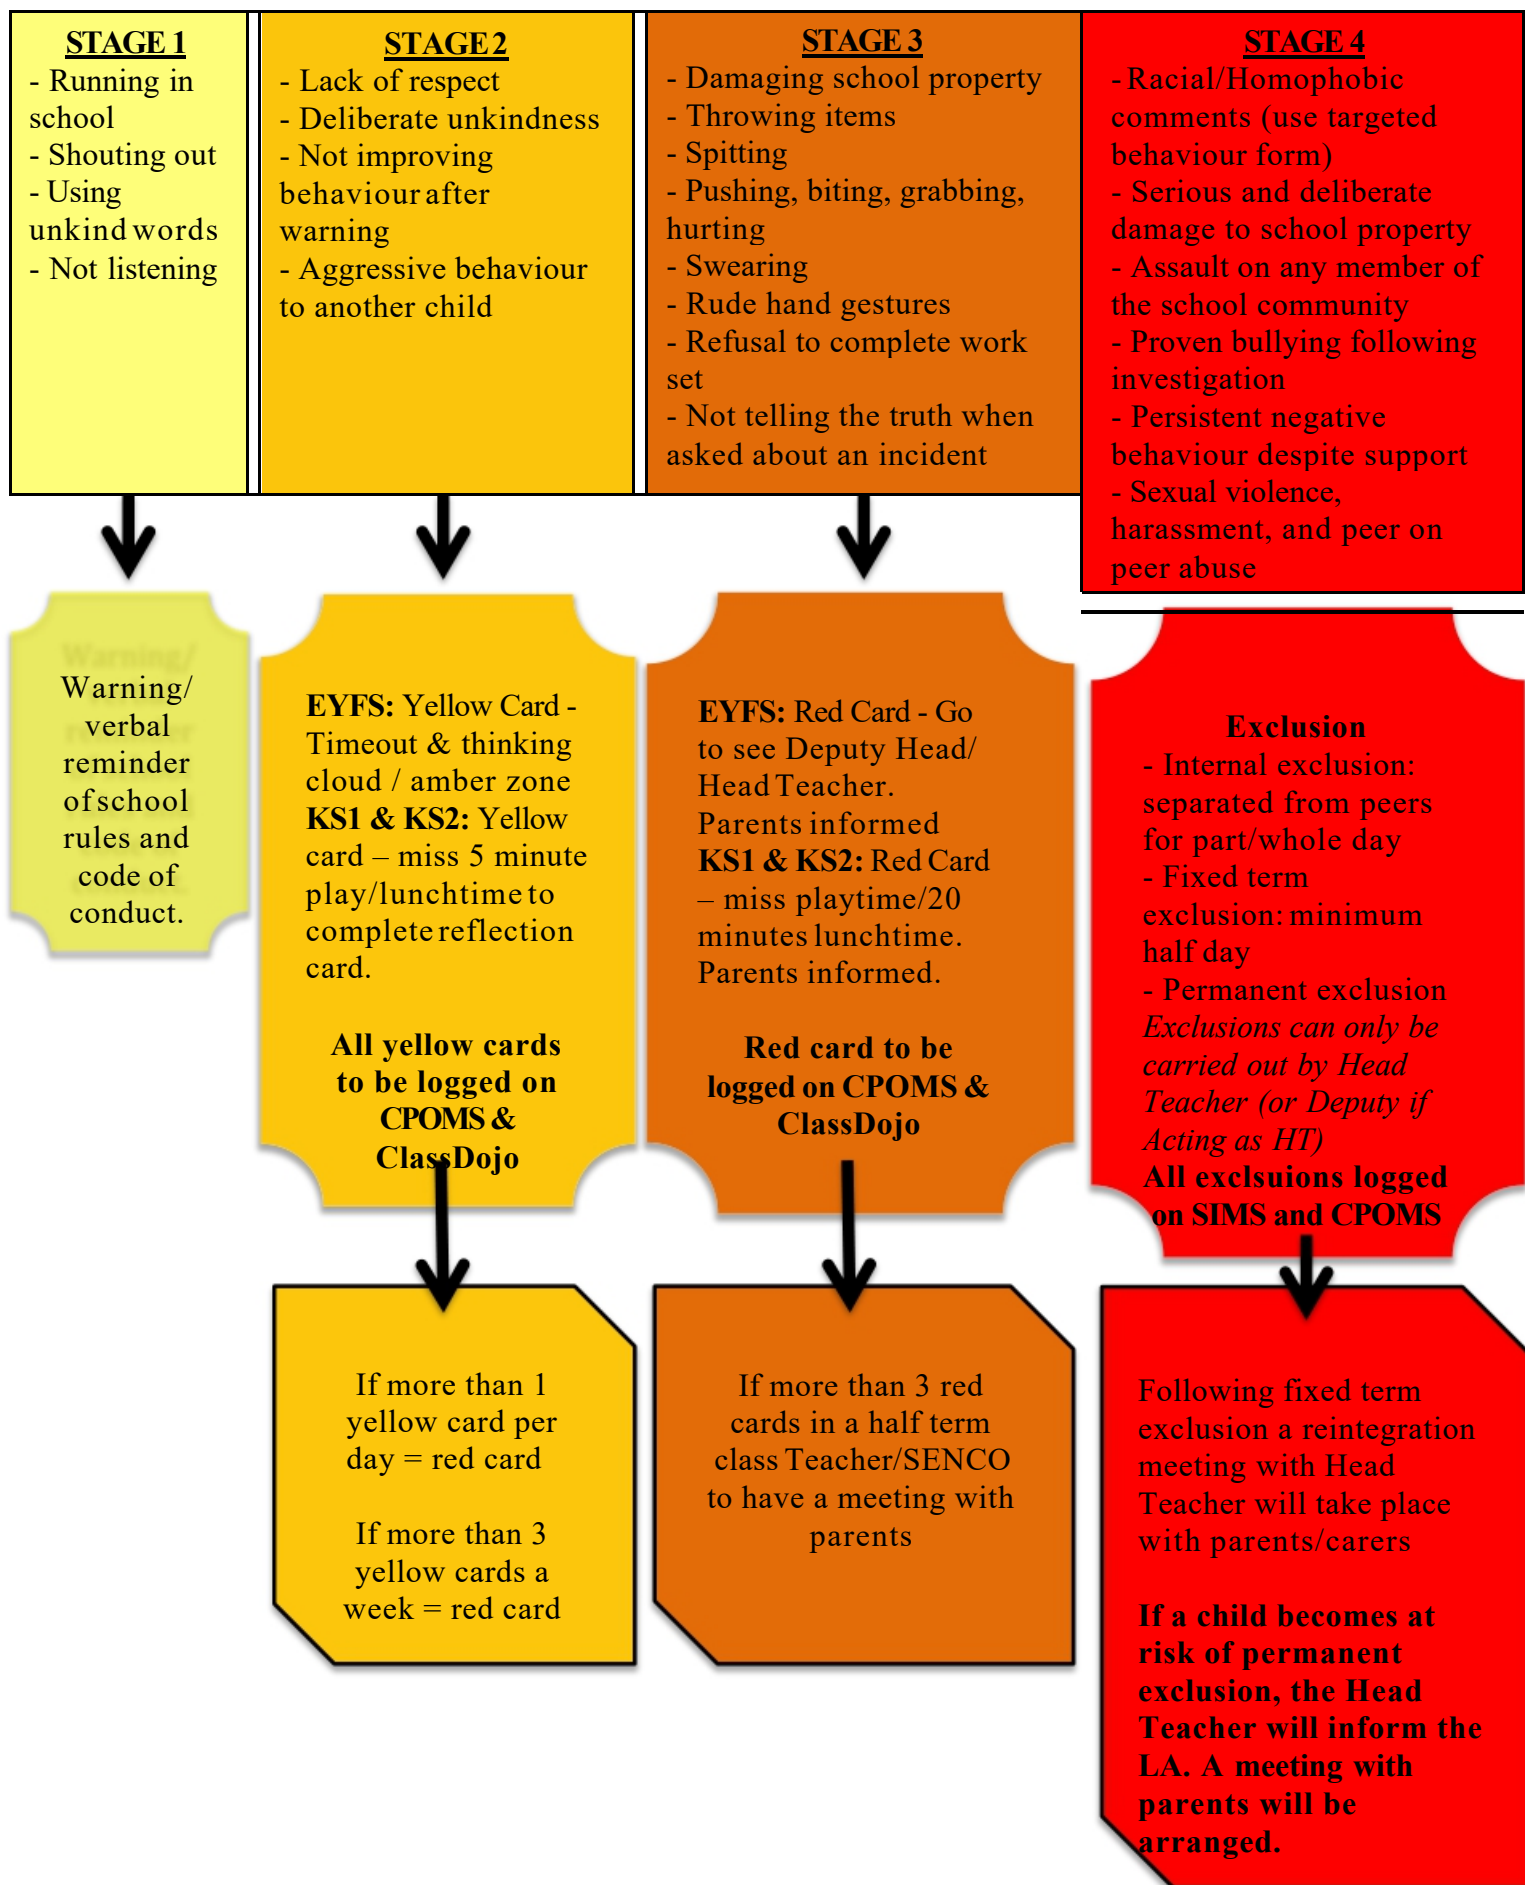 STAGE 1
- Running in
school
- Shouting out
- Using
unkind words
- Not listening
STAGE 2
- Lack of respect
- Deliberate unkindness
- Not improving
behaviour after
warning
- Aggressive behaviour
to another child
STAGE 3
- Damaging school property
- Throwing items
- Spitting
- Pushing, biting, grabbing,
hurting
- Swearing
- Rude hand gestures
- Refusal to complete work
set
- Not telling the truth when
asked about an incident
STAGE 4
- Racial/Homophobic
comments (use targeted
behaviour form)
- Serious and deliberate
damage to school property
- Assault on any member of
the school community
- Proven bullying following
investigation
- Persistent negative
behaviour despite support
- Sexual violence,
harassment, and peer on
peer abuse
Warning/
verbal
reminder
of school
rules and
code of
conduct.
EYFS: Yellow Card -
Timeout & thinking
cloud / amber zone
KS1 & KS2: Yellow
card – miss 5 minute
play/lunchtime to
complete reflection
card.
All yellow cards
to be logged on
CPOMS &
ClassDojo
EYFS: Red Card - Go
to see Deputy Head/
Head Teacher.
Parents informed
KS1 & KS2: Red Card
– miss playtime/20
minutes lunchtime.
Parents informed.
Red card to be
logged on CPOMS &
ClassDojo
Exclusion
- Internal exclusion:
separated from peers
for part/whole day
- Fixed term
exclusion: minimum
half day
- Permanent exclusion
Exclusions can only be
carried out by Head
Teacher (or Deputy if
Acting as HT)
All exclsuions logged
on SIMS and CPOMS
If more than 1
yellow card per
day = red card
If more than 3
yellow cards a
week = red card
If more than 3 red
cards in a half term
class Teacher/SENCO
to have a meeting with
parents
Following fixed term
exclusion a reintegration
meeting with Head
Teacher will take place
with parents/carers
If a child becomes at
risk of permanent
exclusion, the Head
Teacher will inform the
LA. A meeting with
parents will be
arranged.